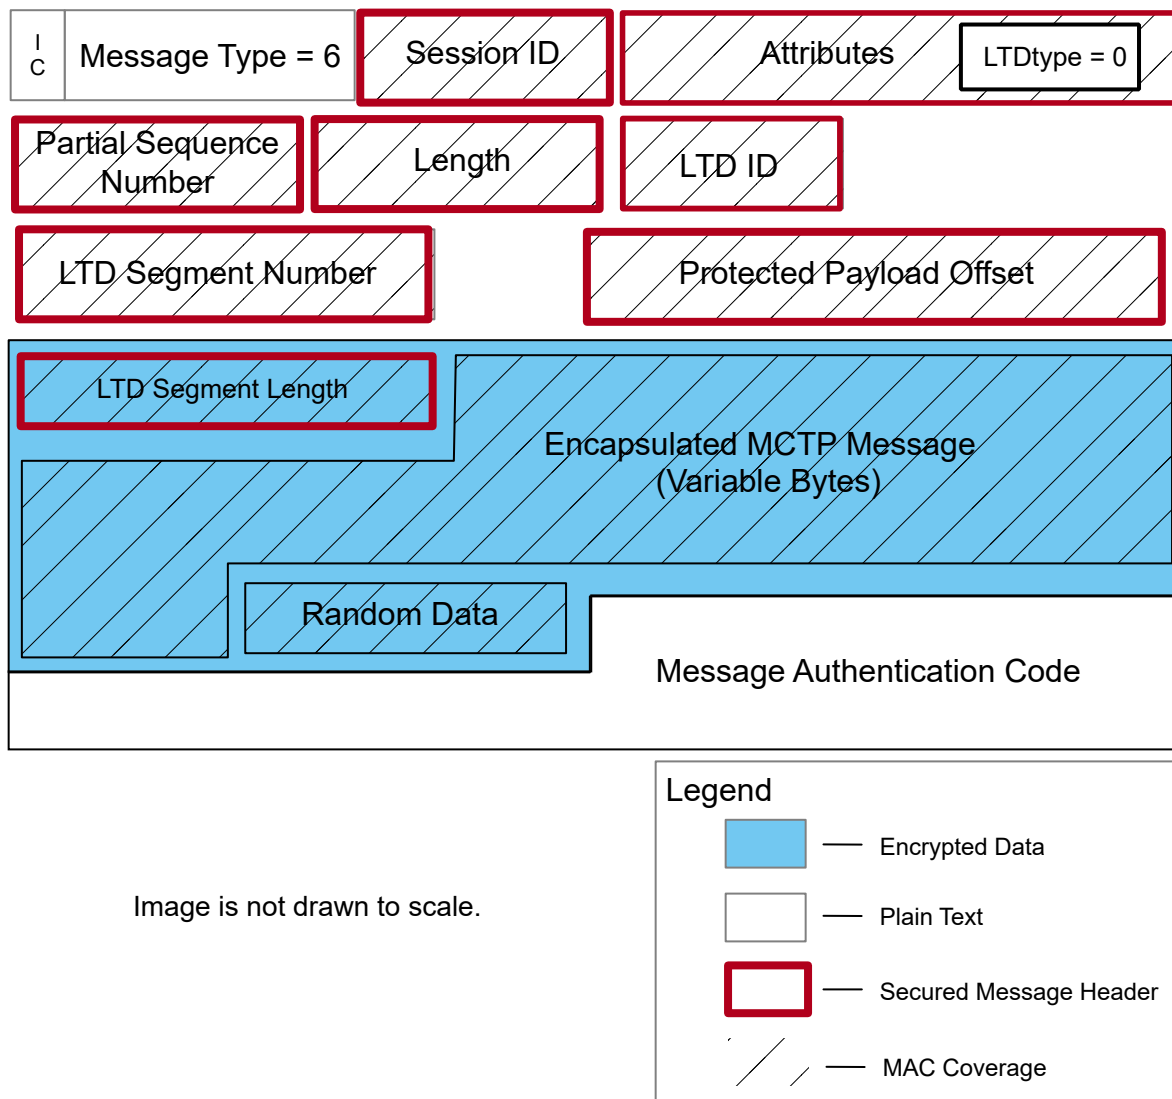 I
C
Message Type = 6
Session ID
Attributes
LTDtype = 0
Partial Sequence
Number
Length
LTD ID
LTD Segment Number
Protected Payload Offset
LTD Segment Length
Encapsulated MCTP Message
(Variable Bytes)
Random Data
Message Authentication Code
Legend
Encrypted Data
Image is not drawn to scale.
Plain Text
Secured Message Header
MAC Coverage